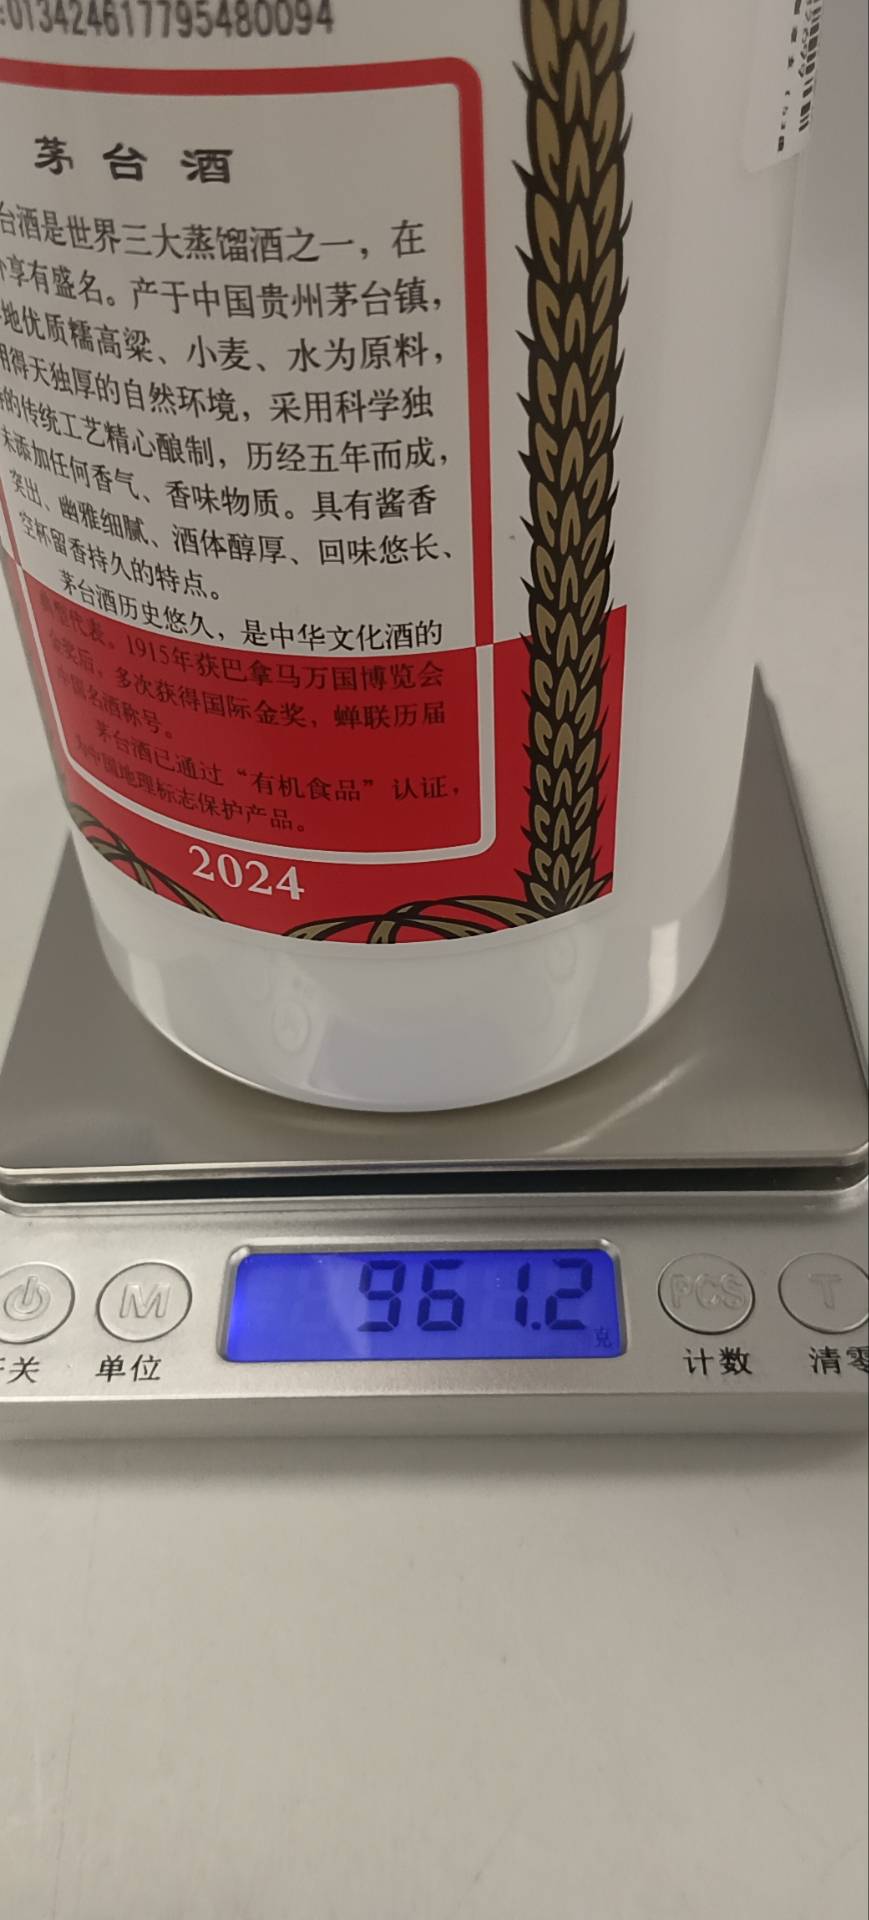 :013424617795480094
茅台酒
台酒是世界三大蒸馏酒之一，在
享有盛名。产于中国贵州茅台镇，
地优质糯高粱、小麦、水为原料，
用得天独厚的自然环境，采用科学独
的传统工艺精心酿制，历经五年而成，
未添加任何香气、香味物质。具有酱香
突出、幽雅细腻、酒体醇厚、回味悠长、
空杯留香持久的特点。
茅台酒历史悠久，是中华文化酒的
典型代表。1915年获巴拿马万国博览会
金奖后，多次获得国际金奖，蝉联历届
中国名酒称号。
茅台酒已通过“有机食品”认证，
为中国地理标志保护产品。
2024
961.2
克
M
PCS
T
关
单位
计数
清零